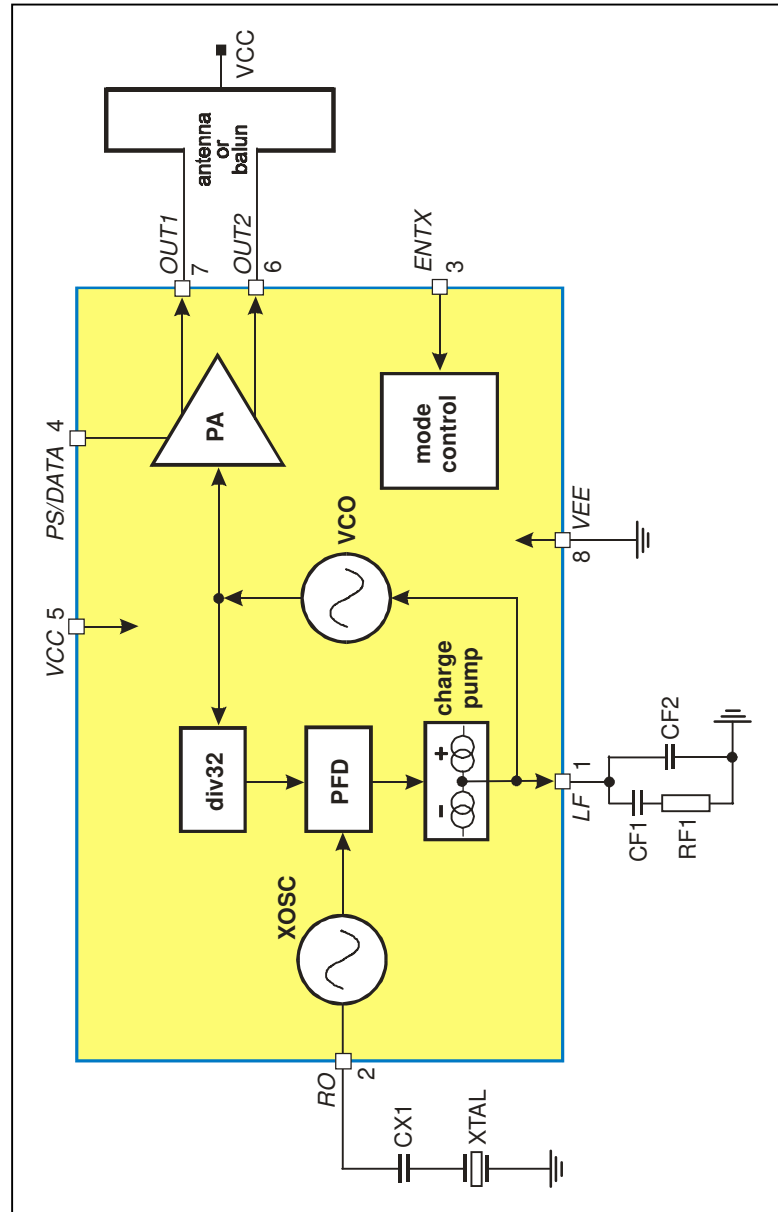 RO
2
CX1
XTAL
XOSC
div32
PFD
charge
pump
–
+
LF
1
CF1
RF1
CF2
VCC
5
VCO
PS/DATA
4
PA
mode
control
VEE
8
OUT1
7
OUT2
6
ENTX
3
antenna
or
balun
VCC